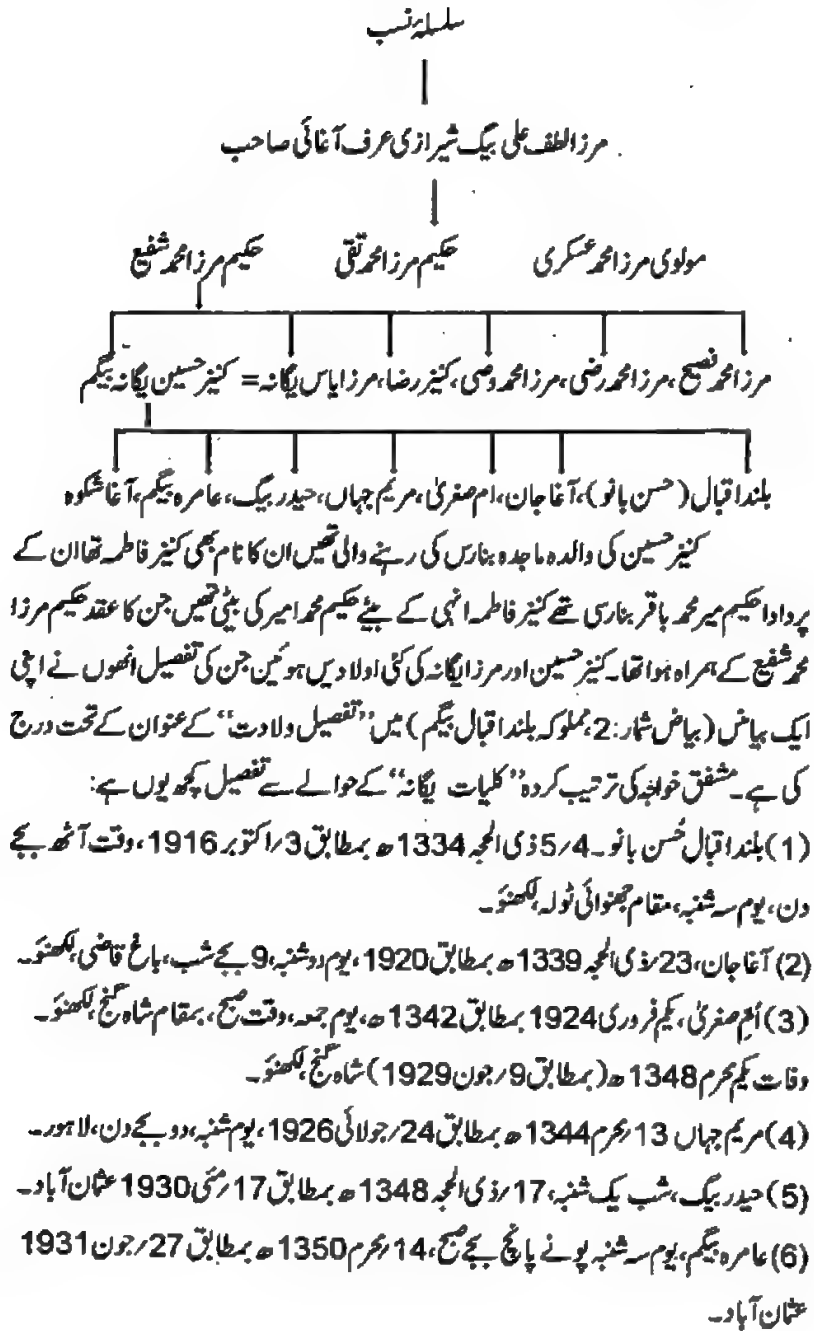 سلسلۂ نسب
مرزا لطف علی بیگ شیرازی عرف آغائی صاحب
مولوی مرزا محمد عسکری حکیم مرزا محمد تقی حکیم مرزا محمد شفیع
مرزا محمد فصیح، مرزا محمد رضی، مرزا محمد وصی، کنیز رضا، مرزا یاس یگانہ = کنیز حسین یگانہ بیگم
بلند اقبال (حسن بانو)، آغا جان، ام صغریٰ، مریم جہاں، حیدر بیگ، عامرہ بیگم، آغا شکوہ
کنیز حسین کی والدہ ماجدہ بنارس کی رہنے والی تھیں ان کا نام بھی کنیز فاطمہ تھا ان کے
پردادا حکیم میر محمد باقر بنارسی تھے کنیز فاطمہ انہی کے بیٹے حکیم محمد امیر کی بیٹی تھیں جن کا عقد حکیم مرزا
محمد شفیع کے ہمراہ ہوا تھا۔ کنیز حسین اور مرزا یگانہ کی کئی اولادیں ہوئیں جن کی تفصیل انھوں نے اپنی
ایک بیاض (بیاض شمار: 2، مملوکہ بلند اقبال بیگم) میں ”تفصیل ولادت“ کے عنوان کے تحت درج
کی ہے۔ مشفق خواجہ کی ترتیب کردہ ”کلیات یگانہ“ کے حوالے سے تفصیل کچھ یوں ہے:
(1) بلند اقبال حُسن بانو۔ 4؍5 ذی الحجہ 1334ھ بمطابق 3؍اکتوبر 1916، وقت آٹھ بجے
دن، یوم سہ شنبہ، مقام جھنوائی ٹولہ، لکھنؤ۔
(2) آغا جان، 23؍ذی الحجہ 1339ھ بمطابق 1920، یوم دوشنبہ، 9 بجے شب، باغ قاضی، لکھنؤ۔
(3) اُم صغریٰ، یکم فروری 1924 بمطابق 1342ھ، یوم جمعہ، وقت صبح، بمقام شاہ گنج، لکھنؤ۔
وفات یکم محرم 1348ھ (بمطابق 9؍جون 1929) شاہ گنج، لکھنؤ۔
(4) مریم جہاں 13؍محرم 1344ھ بمطابق 24؍جولائی 1926، یوم شنبہ، دو بجے دن، لاہور۔
(5) حیدر بیگ، شب یک شنبہ، 17؍ذی الحجہ 1348ھ بمطابق 17؍مئی 1930 عثمان آباد۔
(6) عامرہ بیگم، یوم سہ شنبہ پونے پانچ بجے صبح، 14؍محرم 1350ھ بمطابق 27؍جون 1931
عثمان آباد۔